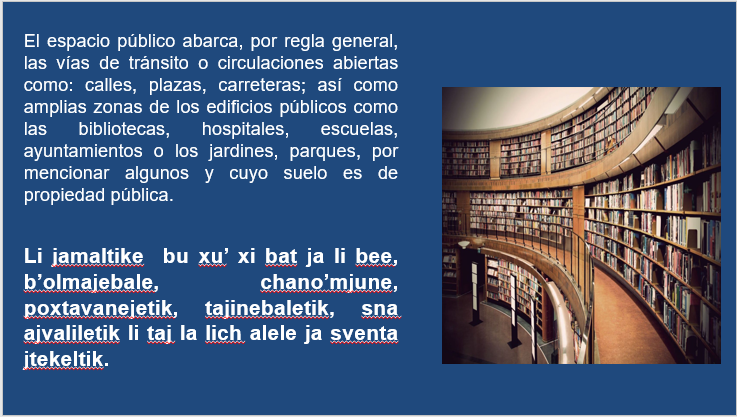 El espacio público abarca, por regla general,
las vías de tránsito o circulaciones abiertas
como: calles, plazas, carreteras; así como
amplias zonas de los edificios públicos como
las bibliotecas, hospitales, escuelas,
ayuntamientos o los jardines, parques, por
mencionar algunos y cuyo suelo es de
propiedad pública.
Li jamaltike bu xu’ xi bat ja li bee,
b’olmajebale, chano’mjune,
poxtavanejetik, tajinebaletik, sna
ajvaliletik li taj la lich alele ja sventa
jtekeltik.